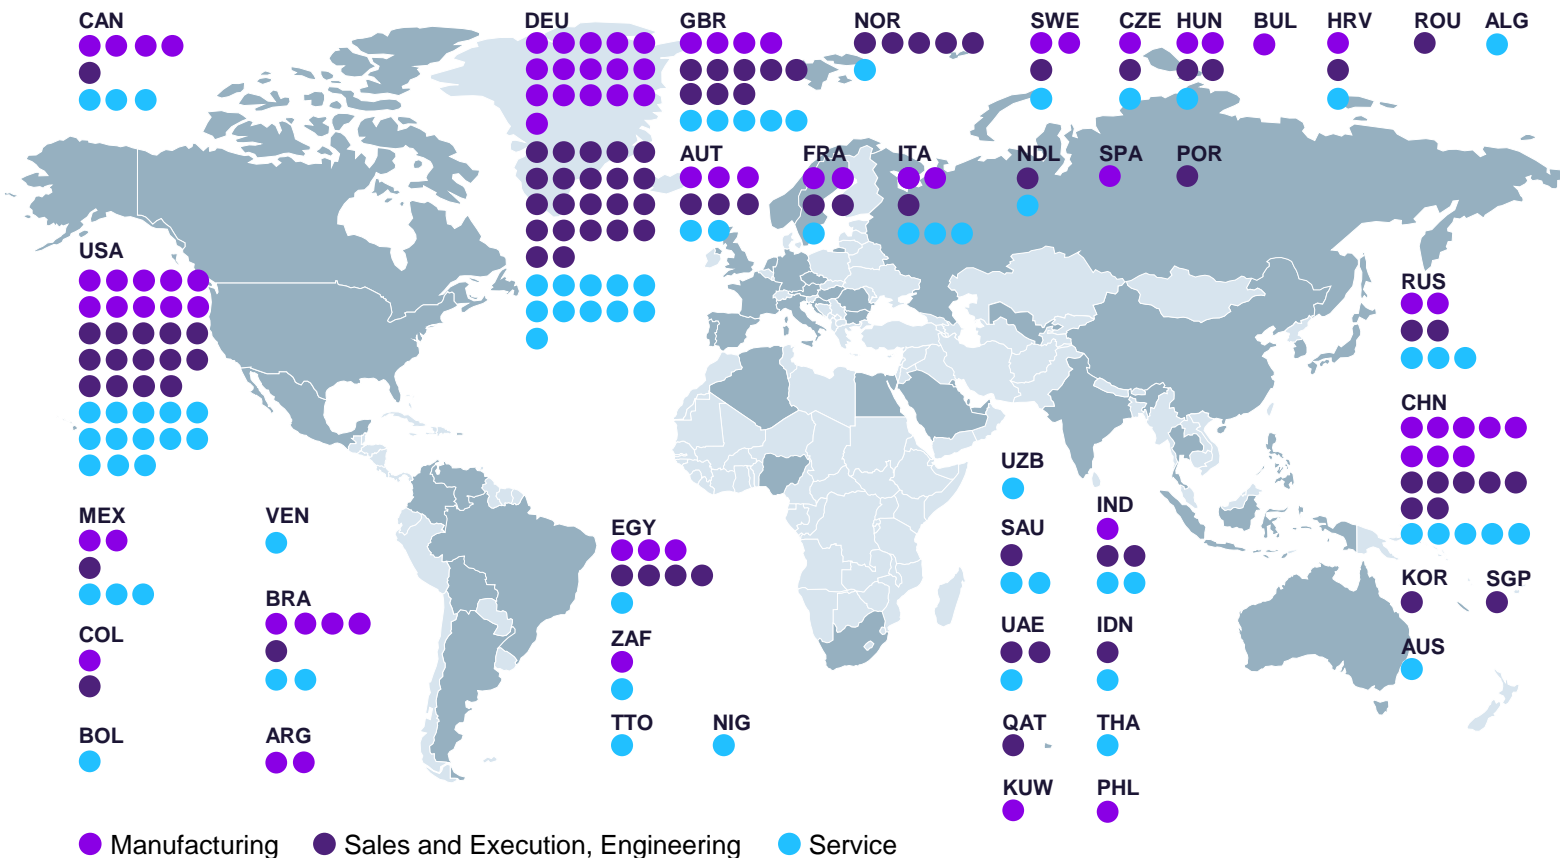 CAN
DEU
GBR
NOR
SWE
CZE
HUN
BUL
HRV
ROU
ALG
AUT
FRA
ITA
NDL
SPA
POR
USA
RUS
CHN
UZB
MEX
VEN
EGY
SAU
IND
BRA
KOR
SGP
COL
ZAF
UAE
IDN
AUS
BOL
ARG
TTO
NIG
QAT
THA
KUW
PHL
Manufacturing
Sales and Execution, Engineering
Service